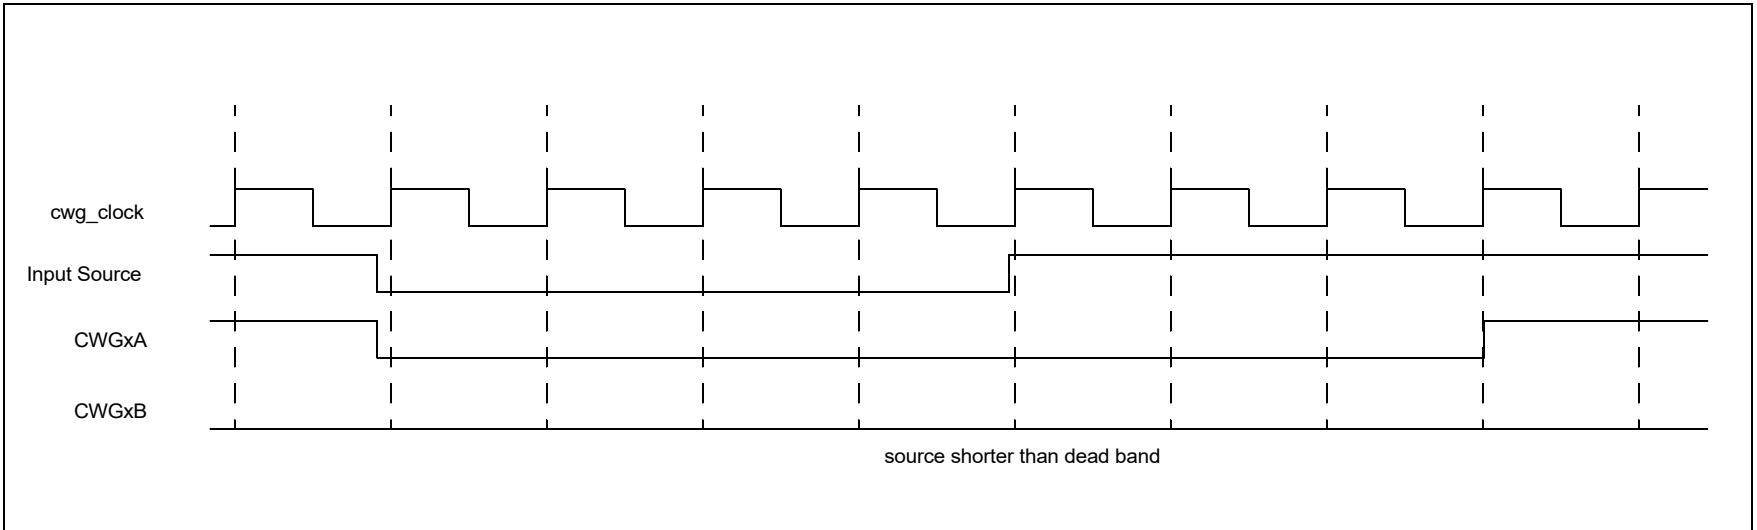 cwg_clock
Input Source
CWGxA
CWGxB
source shorter than dead band